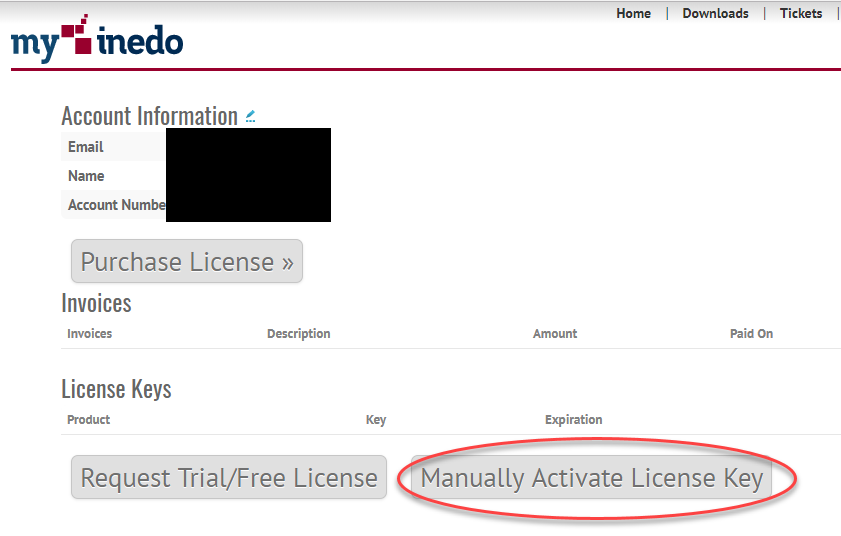 Home | Downloads | Tickets |
my inedo
Account Information
Email
Name
Account Numbe
Purchase License »
Invoices
Invoices Description Amount Paid On
License Keys
Product Key Expiration
Request Trial/Free License Manually Activate License Key